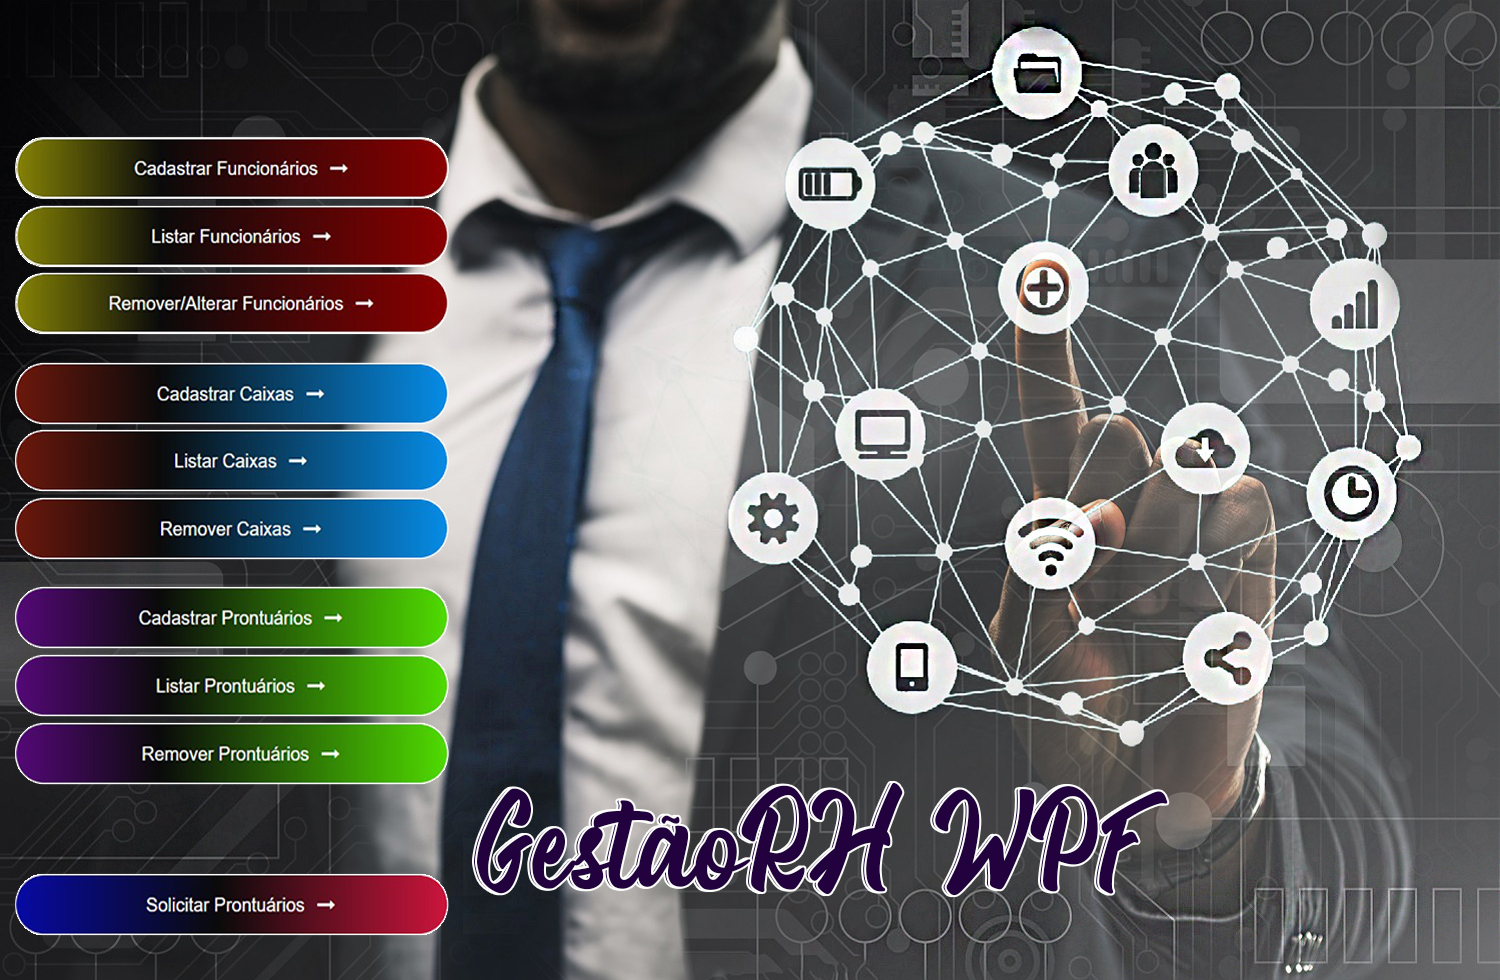 Cadastrar Funcionários
Listar Funcionários
Remover/Alterar Funcionários
Cadastrar Caixas
Listar Caixas
Remover Caixas
Cadastrar Prontuários
Listar Prontuários
Remover Prontuários
Solicitar Prontuários
GestãoRH WPF